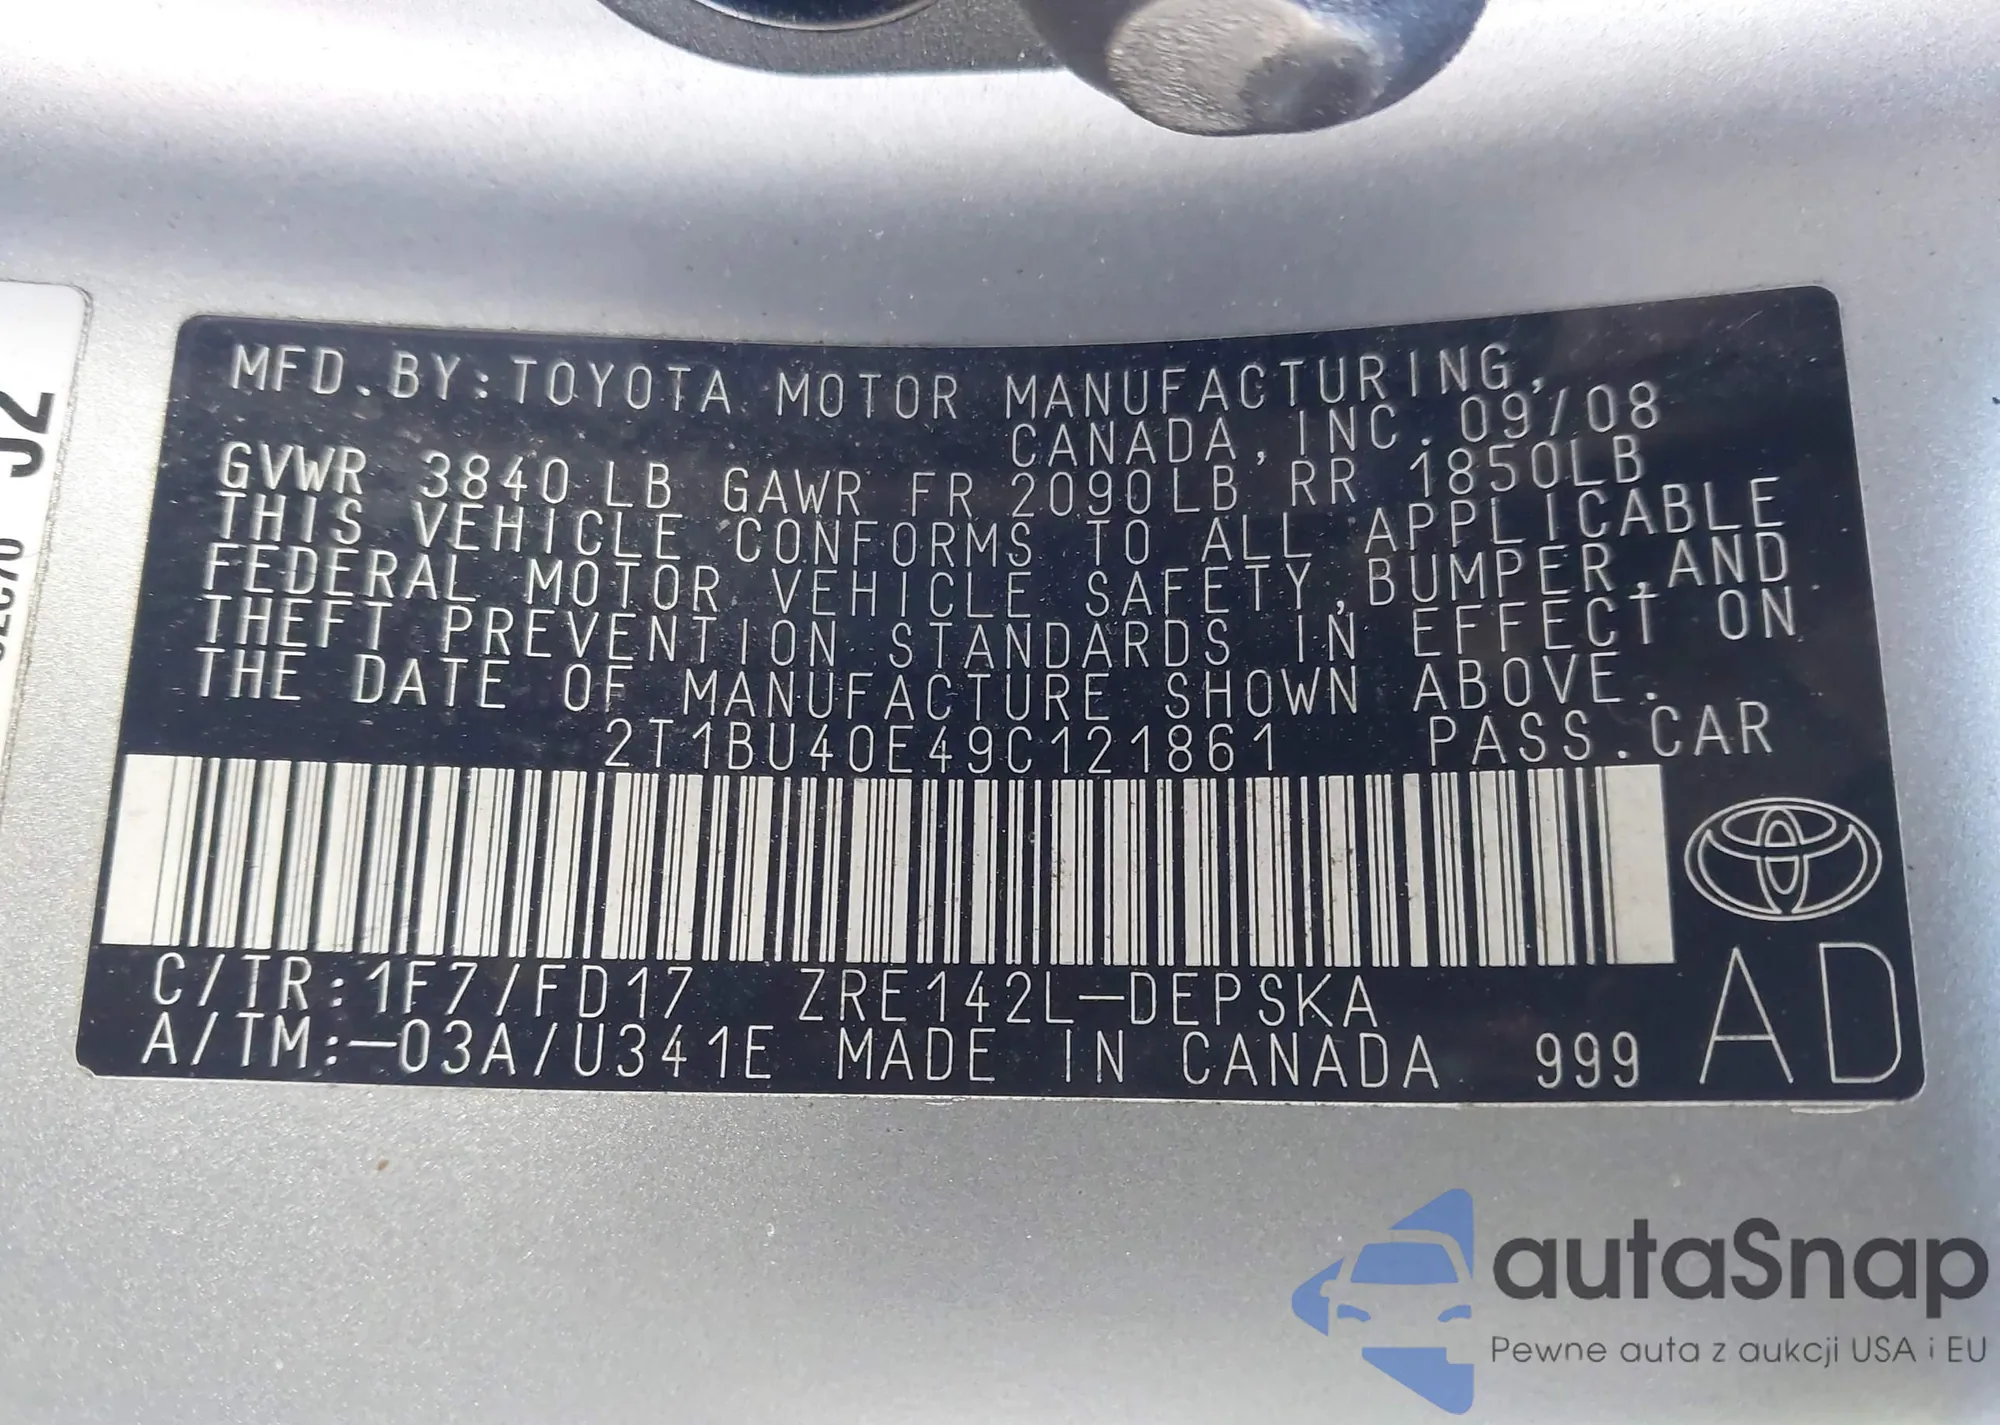 MFD.BY:TOYOTA MOTOR MANUFACTURING,
CANADA,INC. 09/08
GVWR 3840LB GAWR FR 2090LB RR 1850LB
THIS VEHICLE CONFORMS TO ALL APPLICABLE
FEDERAL MOTOR VEHICLE SAFETY,BUMPER,AND
THEFT PREVENTION STANDARDS IN EFFECT ON
THE DATE OF MANUFACTURE SHOWN ABOVE.
2T1BU40E49C121861 PASS.CAR
C/TR:1F7/FD17 ZRE142L-DEPSKA
A/TM:-03A/U341E MADE IN CANADA 999
AD
autaSnap
Pewne auta z aukcji USA i EU